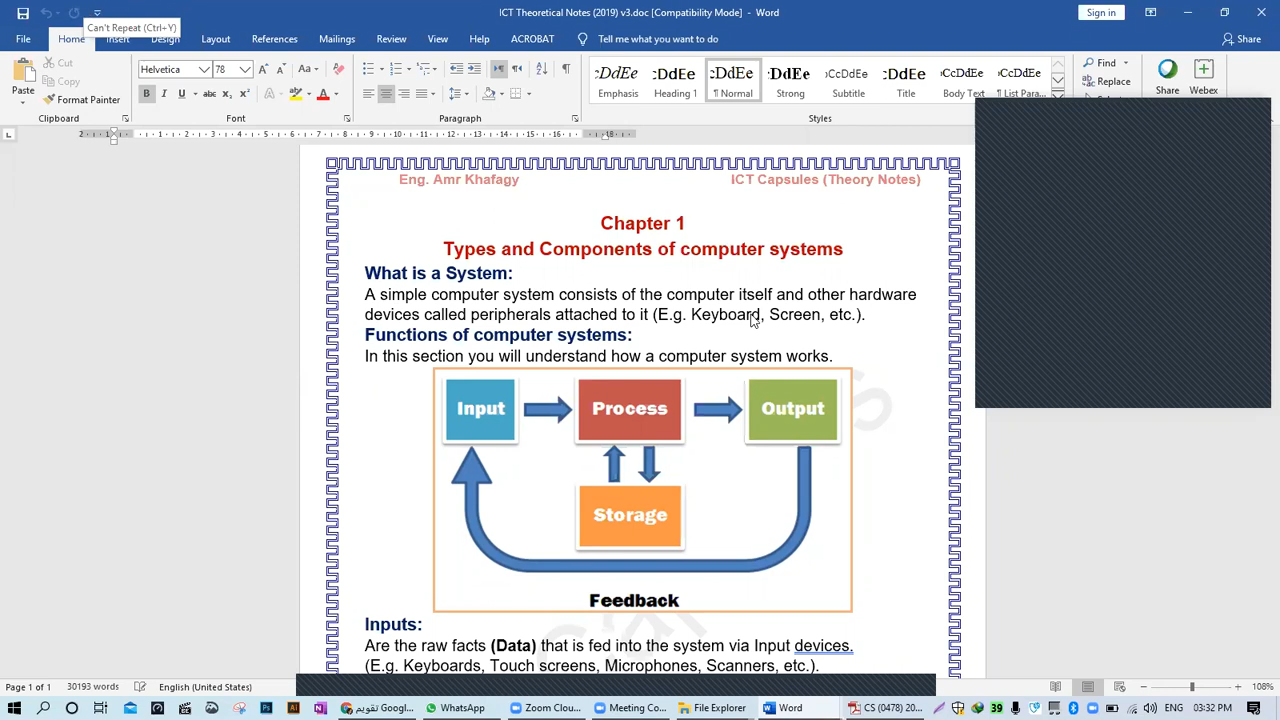 ICT Theoretical Notes (2019) v3.doc [Compatibility Mode] - Word
Sign in
Can't Repeat (Ctrl+Y)
File Home Insert Design Layout References Mailings Review View Help ACROBAT Tell me what you want to do Share
Cut
Copy
Format Painter
Paste
Clipboard
Helvetica 78
Font
Paragraph
Emphasis Heading 1 ¶ Normal Strong Subtitle Title Body Text ¶ List Para...
Styles
Find
Replace
Share Webex
Eng. Amr Khafagy ICT Capsules (Theory Notes)
Chapter 1
Types and Components of computer systems
What is a System:
A simple computer system consists of the computer itself and other hardware
devices called peripherals attached to it (E.g. Keyboard, Screen, etc.).
Functions of computer systems:
In this section you will understand how a computer system works.
Input Process Output
Storage
Feedback
Inputs:
Are the raw facts (Data) that is fed into the system via Input devices.
(E.g. Keyboards, Touch screens, Microphones, Scanners, etc.).
Page 1 of 1 30193 words English (United States) 108%
Google تقويم WhatsApp Zoom Clou... Meeting Co... File Explorer Word CS (0478) 20... 39 ENG 03:32 PM